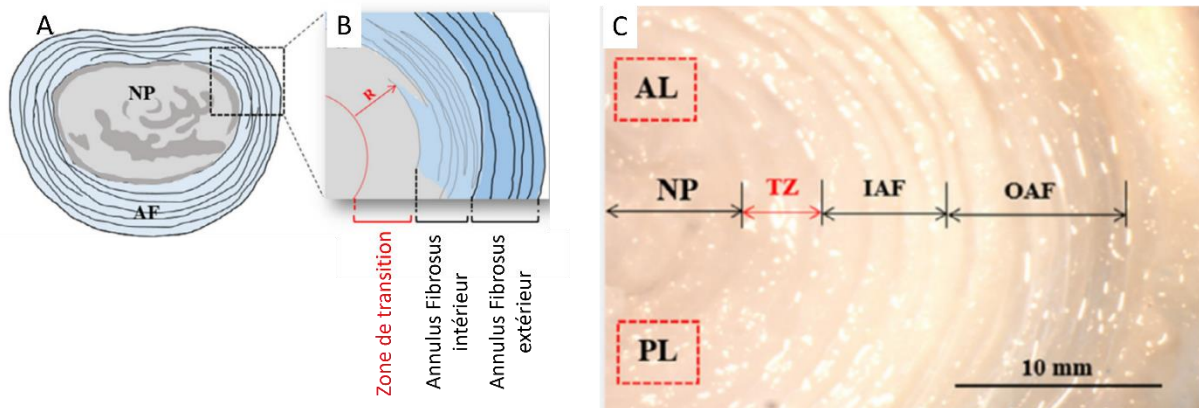 A
NP
AF
B
R
Zone de transition
Annulus Fibrosus
intérieur
Annulus Fibrosus
extérieur
C
AL
NP
TZ
IAF
OAF
PL
10 mm